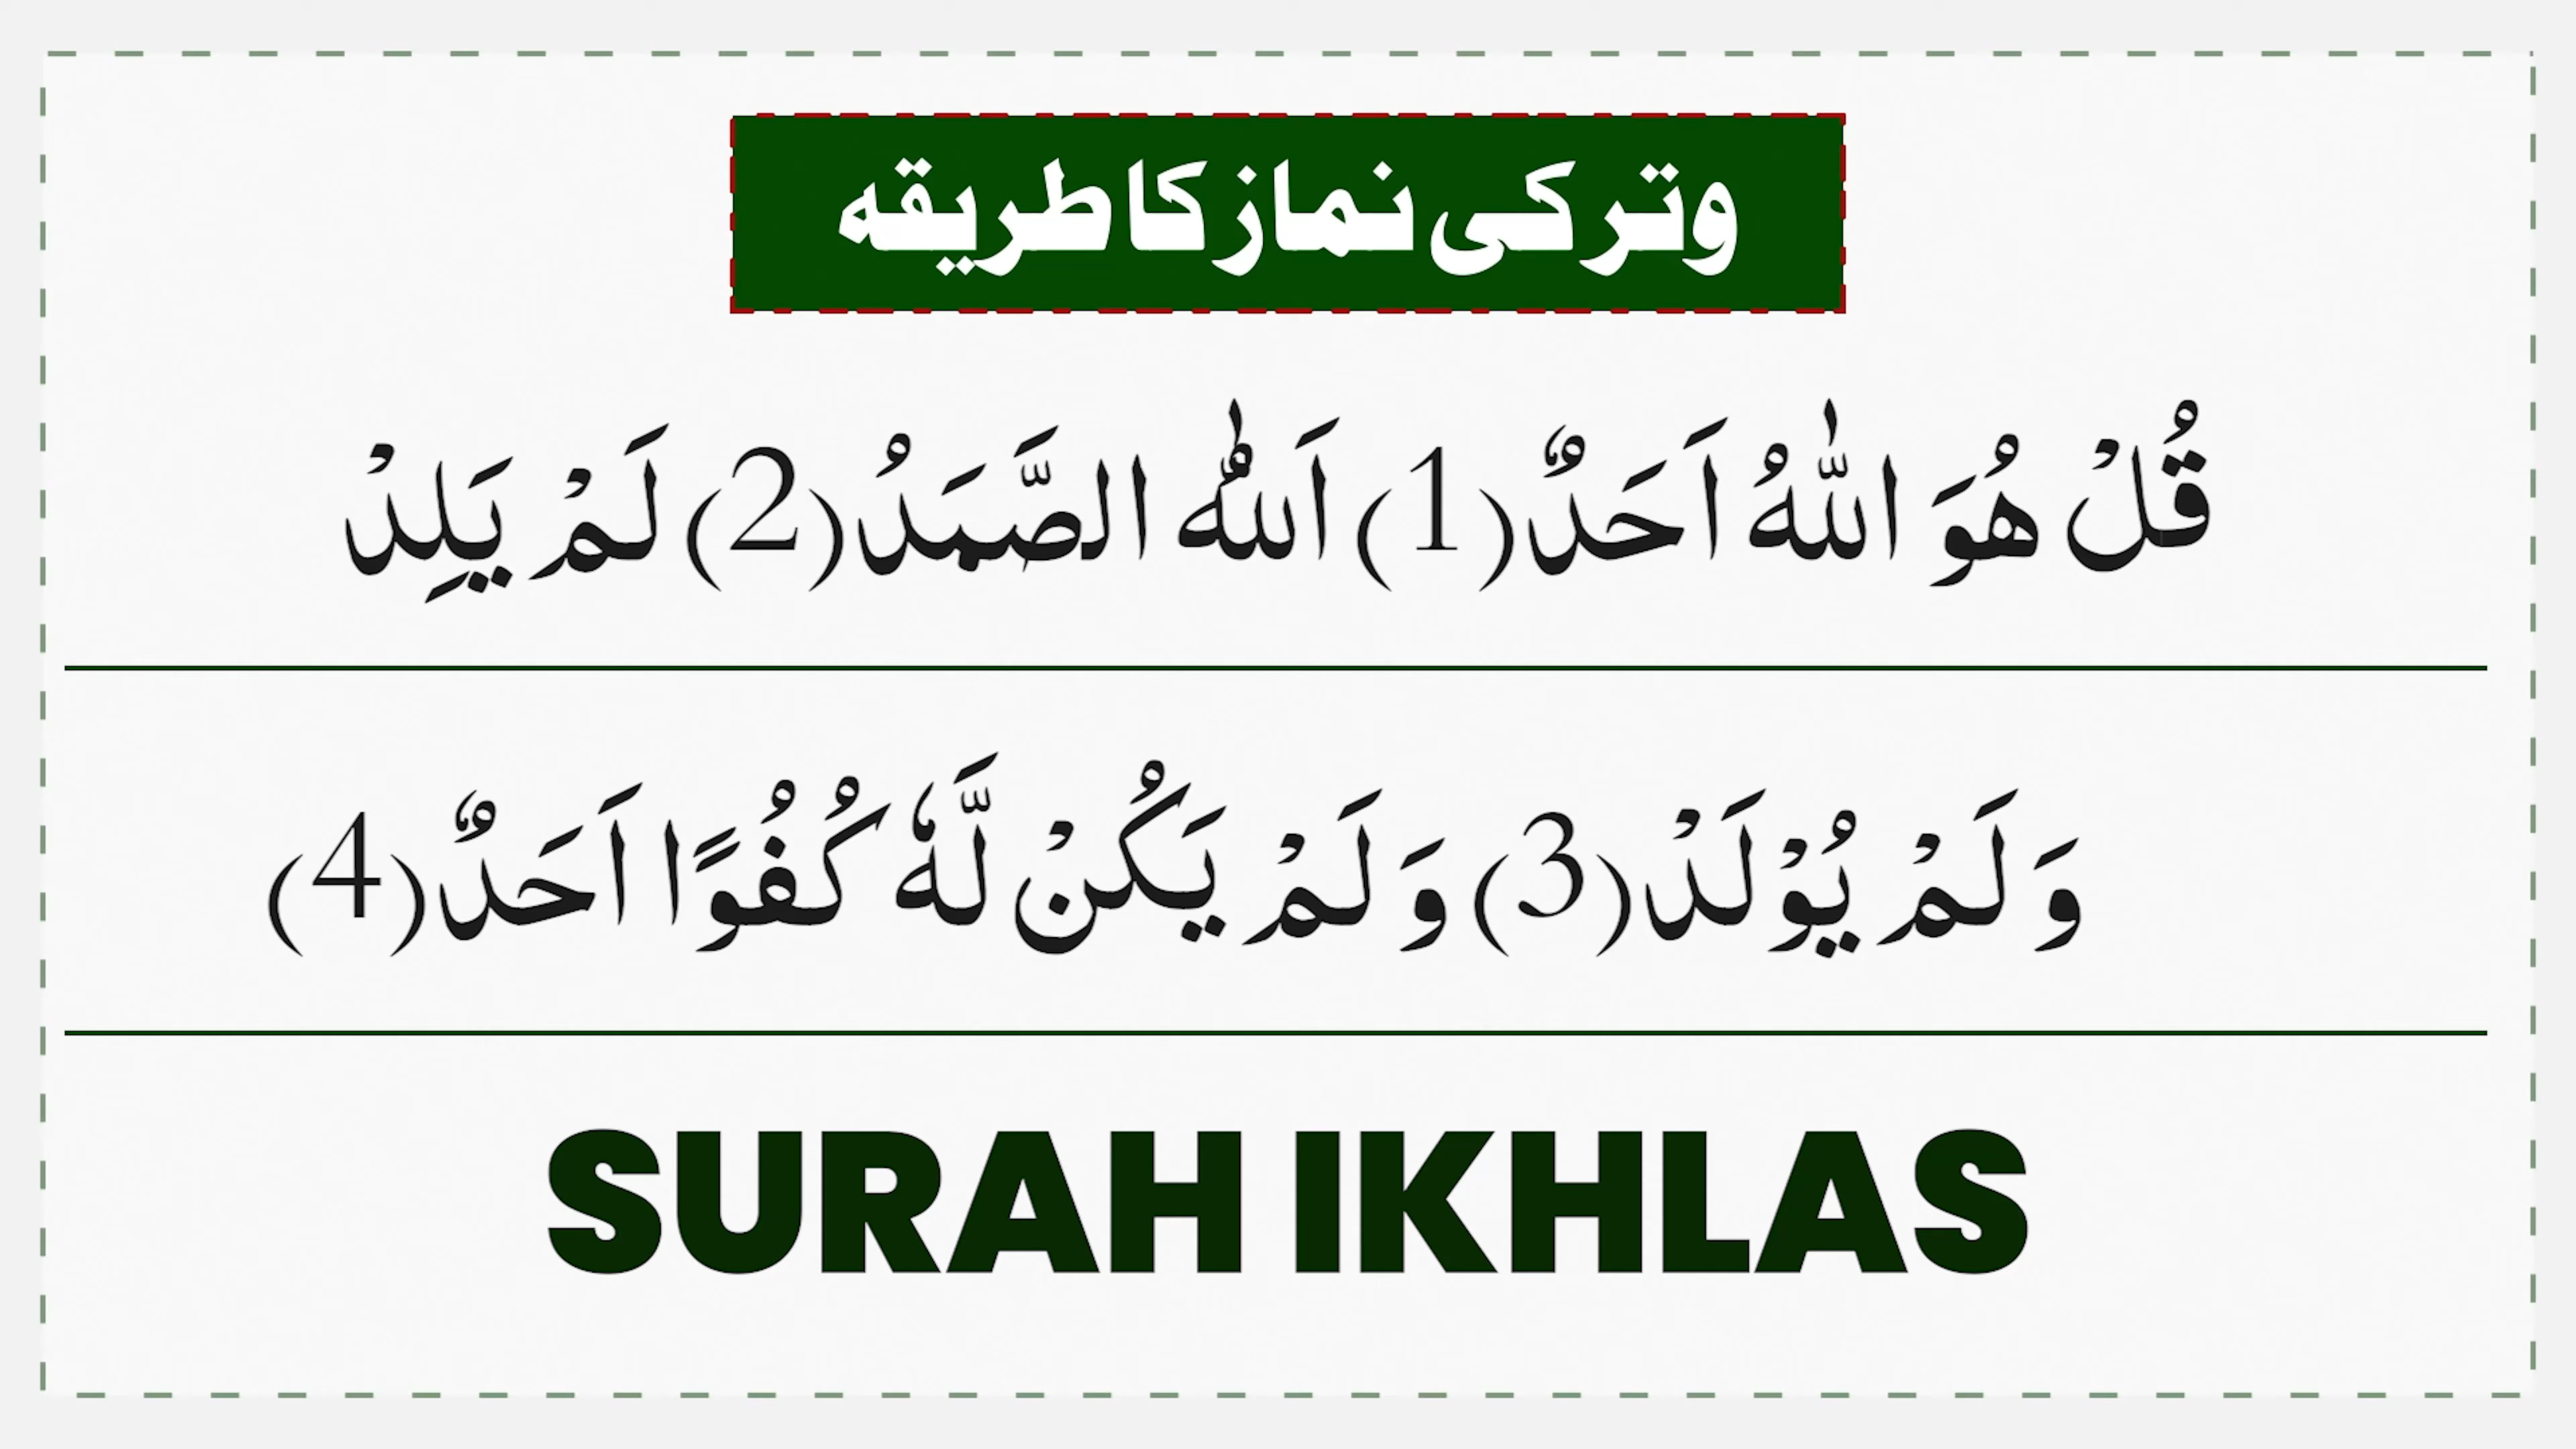 وتر کی نماز کا طریقہ
قُلْ هُوَ اللّٰهُ اَحَدٌ(1) اَللّٰهُ الصَّمَدُ(2) لَمْ یَلِدْ
وَ لَمْ یُوْلَدْ(3) وَ لَمْ یَكُنْ لَّهٗ كُفُوًا اَحَدٌ(4)
SURAH IKHLAS